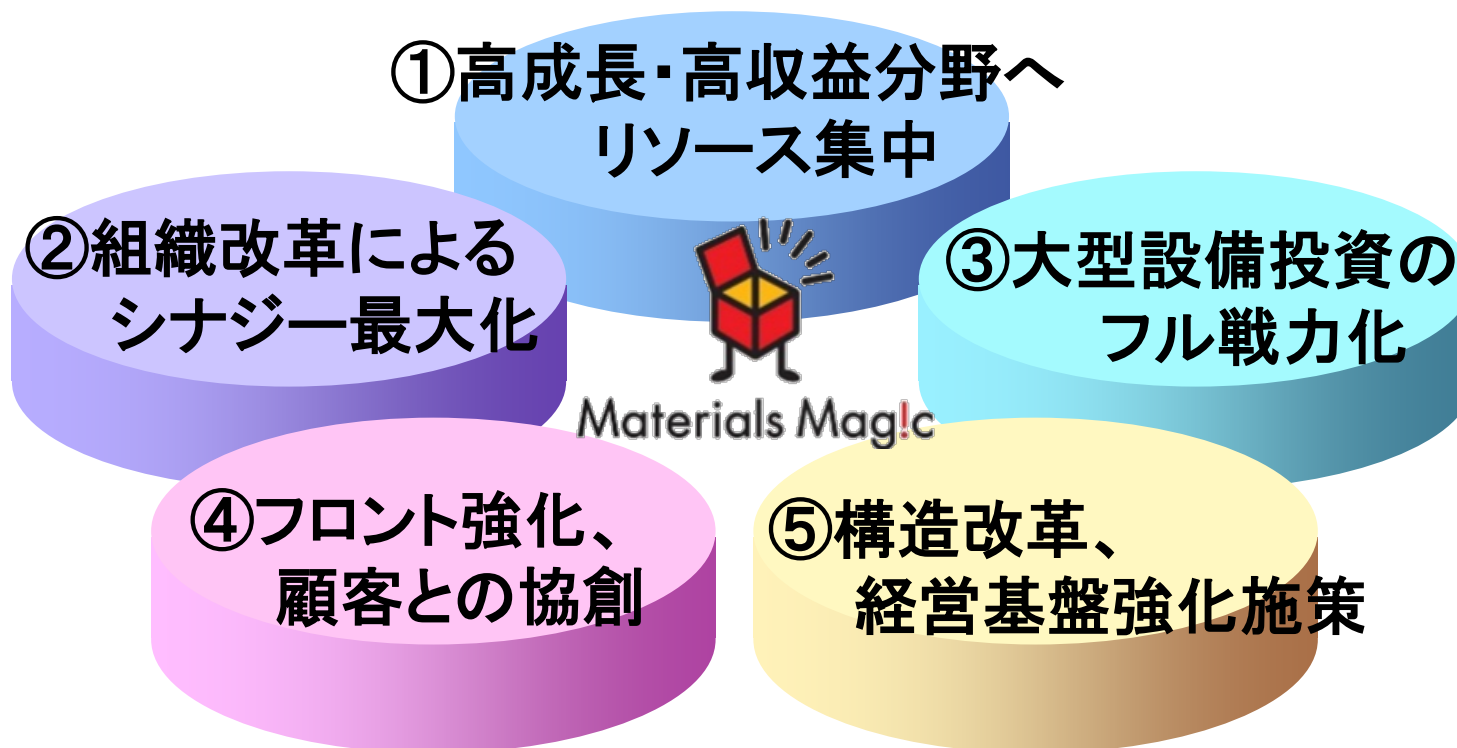 ①高成長・高収益分野へ
リソース集中
②組織改革による
シナジー最大化
③大型設備投資の
フル戦力化
Materials Mag!c
④フロント強化、
顧客との協創
⑤構造改革、
経営基盤強化施策